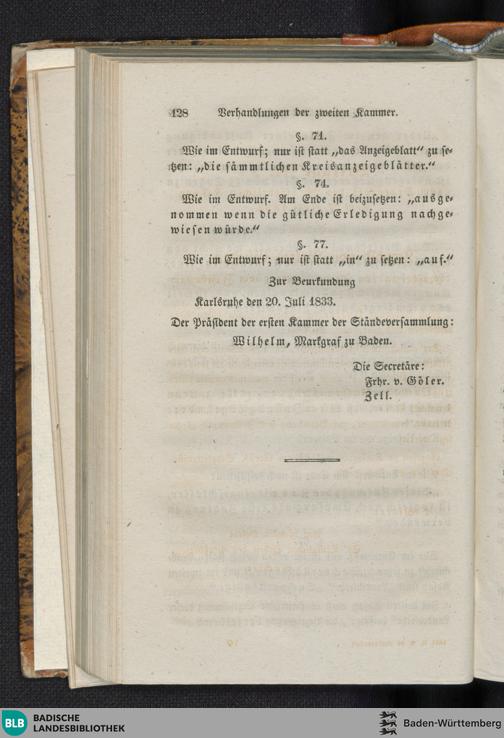 128 Verhandlungen der zweiten Kammer.
§. 71.
Wie im Entwurf; nur ist statt „das Anzeigeblatt“ zu se-
tzen: „die sämmtlichen Kreisanzeigeblätter.“
§. 74.
Wie im Entwurf. Am Ende ist beizusetzen: „ausge-
nommen wenn die gütliche Erledigung nachge-
wiesen würde.“
§. 77.
Wie im Entwurf; nur ist statt „in“ zu setzen: „auf.“
Zur Beurkundung
Karlsruhe den 20. Juli 1833.
Der Präsident der ersten Kammer der Ständeversammlung:
Wilhelm, Markgraf zu Baden.
Die Secretäre:
Frhr. v. Göler.
Zell.
BLB BADISCHE
LANDESBIBLIOTHEK
Baden-Württemberg